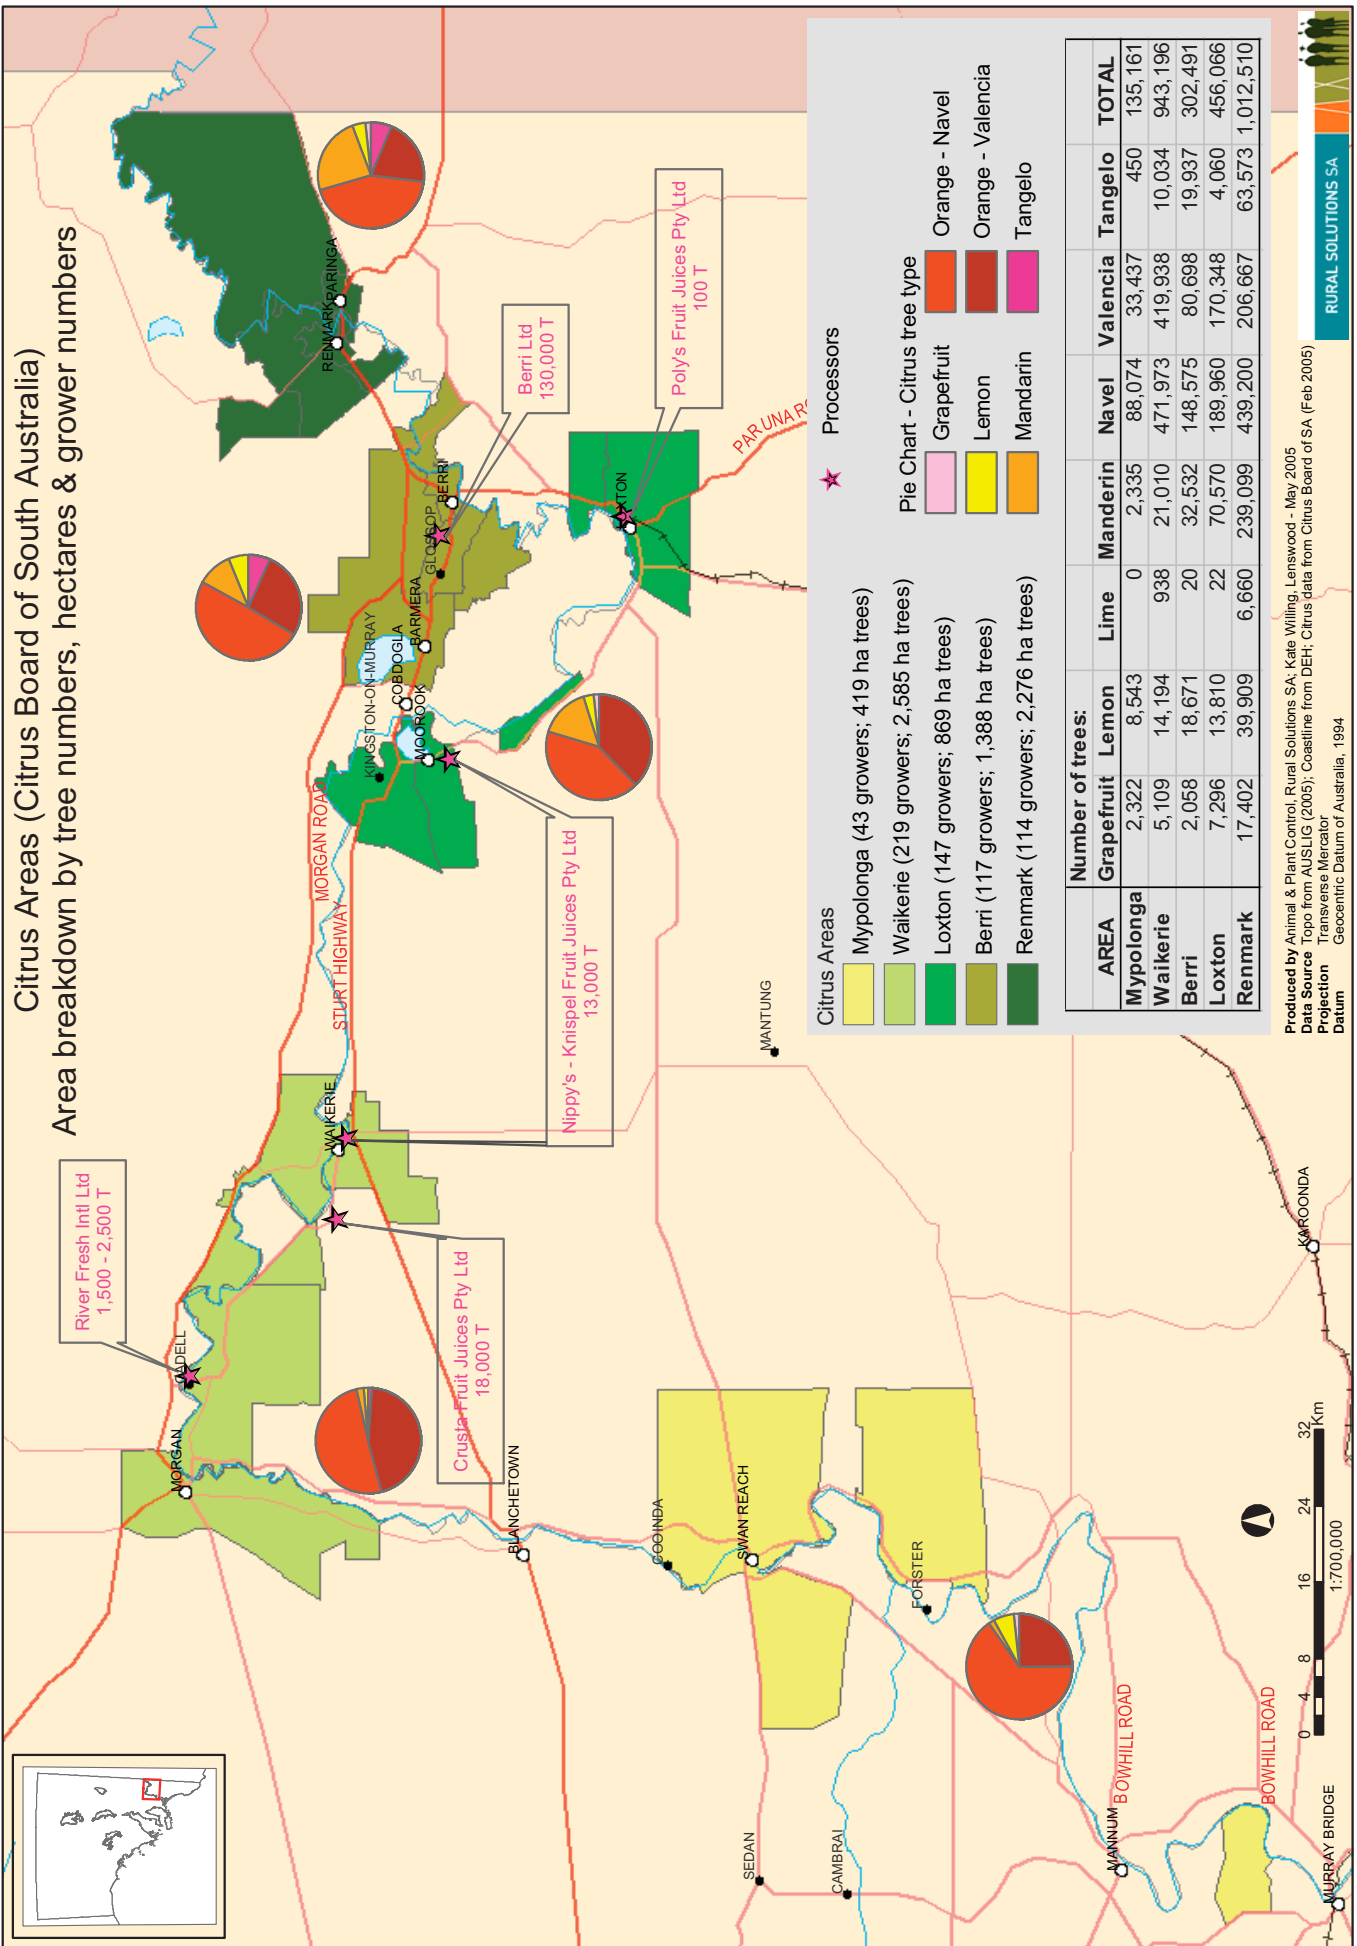 Citrus Areas (Citrus Board of South Australia)
Area breakdown by tree numbers, hectares & grower numbers
River Fresh Intl Ltd
1,500 - 2,500 T
MORGAN
CADELL
WAIKERIE
MORGAN ROAD
STURT HIGHWAY
KINGSTON-ON-MURRAY
COBDOGLA
MOOROOK
BARMERA
GLOSSOP
BERRI
RENMARK
PARINGA
Crusta Fruit Juices Pty Ltd
18,000 T
Nippy's - Knispel Fruit Juices Pty Ltd
13,000 T
Berri Ltd
130,000 T
Poly's Fruit Juices Pty Ltd
100 T
BLANCHETOWN
COOINDA
SWAN REACH
FORSTER
MANTUNG
KAROONDA
SEDAN
CAMBRAI
MANNUM
BOWHILL ROAD
BOWHILL ROAD
MURRAY BRIDGE
0 4 8 16 24 32
Km
1:700,000
Citrus Areas
Mypolonga (43 growers; 419 ha trees)
Waikerie (219 growers; 2,585 ha trees)
Loxton (147 growers; 869 ha trees)
Berri (117 growers; 1,388 ha trees)
Renmark (114 growers; 2,276 ha trees)
Processors
Pie Chart - Citrus tree type
Grapefruit
Lemon
Mandarin
Orange - Navel
Orange - Valencia
Tangelo
Number of trees:
AREA Grapefruit Lemon Lime Manderin Navel Valencia Tangelo TOTAL
Mypolonga 2,322 8,543 0 2,335 88,074 33,437 450 135,161
Waikerie 5,109 14,194 938 21,010 471,973 419,938 10,034 943,196
Berri 2,058 18,671 20 32,532 148,575 80,698 19,937 302,491
Loxton 7,296 13,810 22 70,570 189,960 170,348 4,060 456,066
Renmark 17,402 39,909 6,660 239,099 439,200 206,667 63,573 1,012,510
Produced by Animal & Plant Control, Rural Solutions SA; Kate Willing, Lenswood - May 2005
Data Source Topo from AUSLIG (2005); Coastline from DEH; Citrus data from Citrus Board of SA (Feb 2005)
Projection Transverse Mercator
Datum Geocentric Datum of Australia, 1994
RURAL SOLUTIONS SA